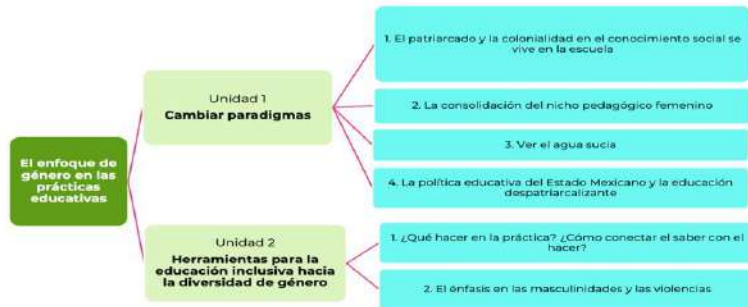 El enfoque de
género en las
prácticas
educativas
Unidad 1
Cambiar paradigmas
1. El patriarcado y la colonialidad en el conocimiento social se
vive en la escuela
2. La consolidación del nicho pedagógico femenino
3. Ver el agua sucia
4. La política educativa del Estado Mexicano y la educación
despatriarcalizante
Unidad 2
Herramientas para la
educación inclusiva hacia
la diversidad de género
1. ¿Qué hacer en la práctica? ¿Cómo conectar el saber con el
hacer?
2. El énfasis en las masculinidades y las violencias